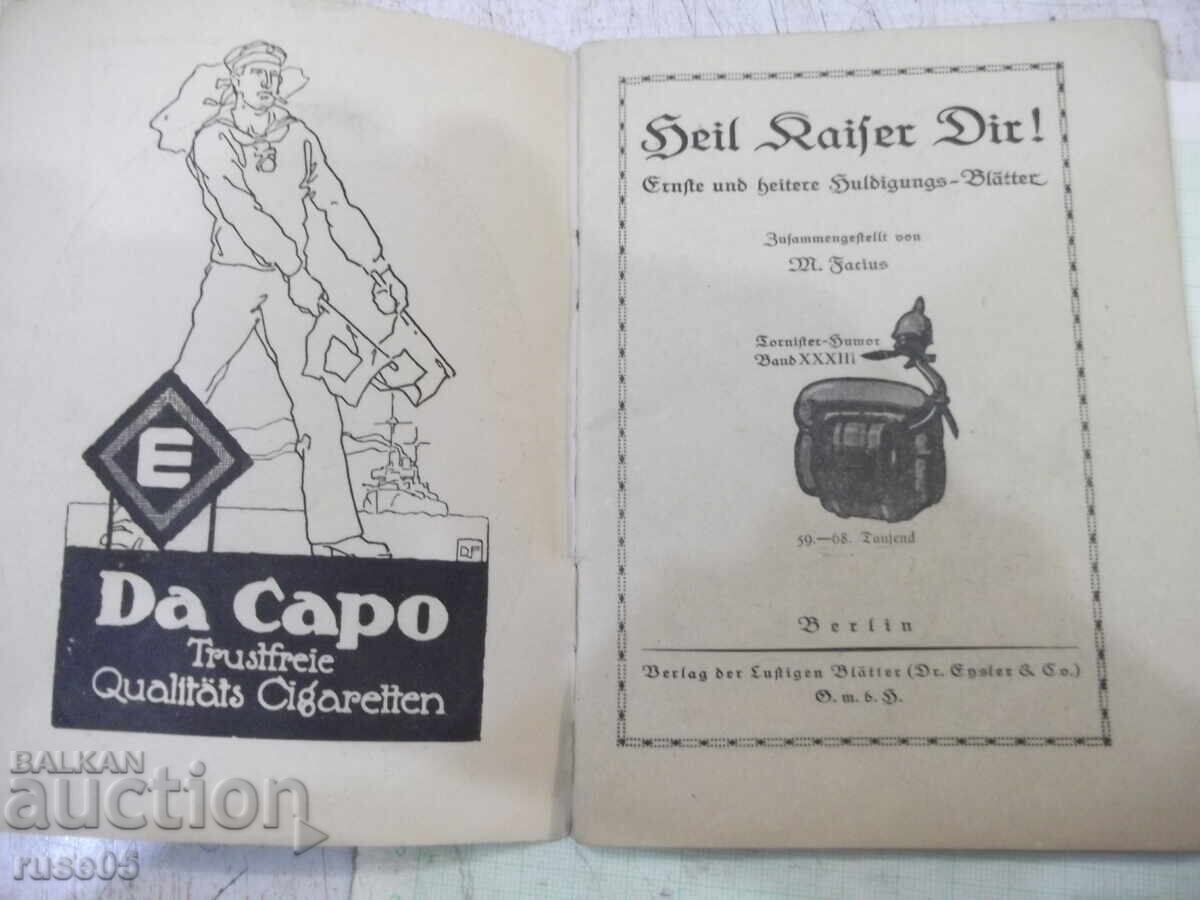 E
Da Capo
Trustfreie
Qualitäts Cigaretten
Heil Kaiser Dir!
Ernste und heitere Huldigungs-Blätter
Zusammengestellt von
M. Facius
Tornister-Humor
Band XXXIII
59.—68. Tausend
Berlin
Verlag der Lustigen Blätter (Dr. Eysler & Co.)
G. m. b. H.
BALKAN
auction
ruse05